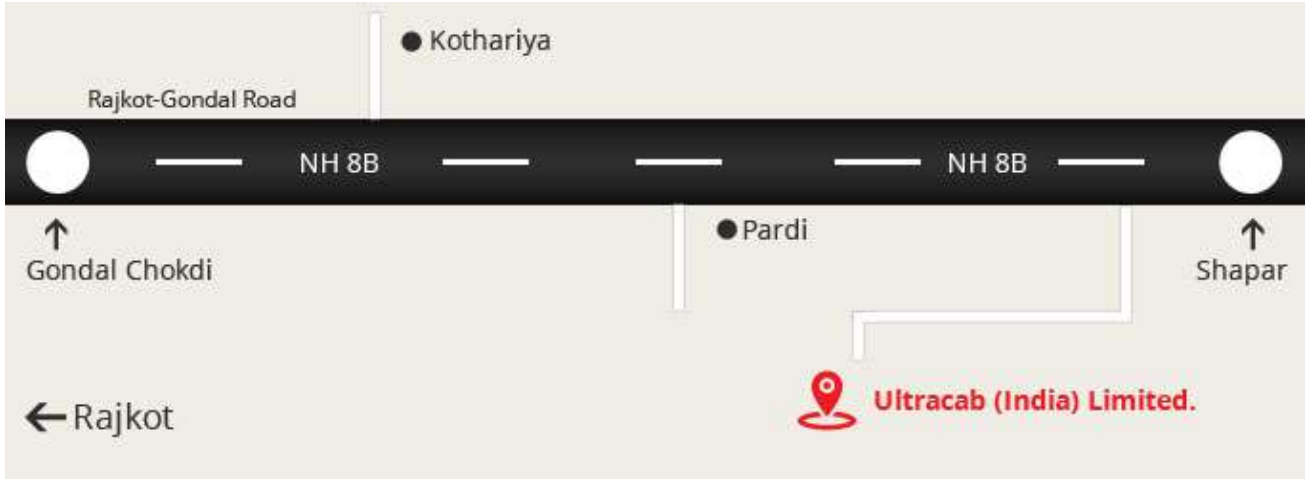 Kothariya
Rajkot-Gondal Road
NH 8B
NH 8B
Pardi
Gondal Chokdi
Shapar
Ultracab (India) Limited.
Rajkot